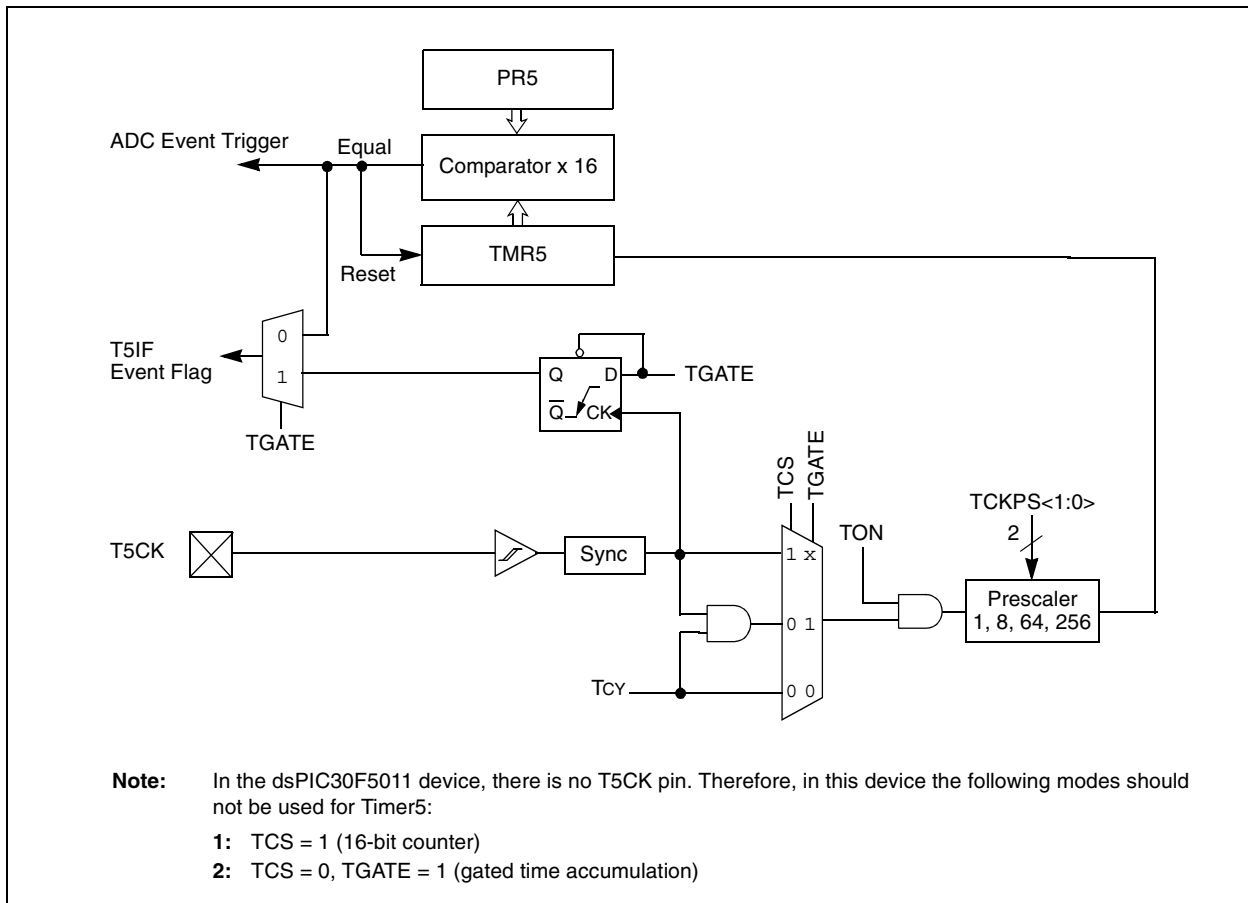 PR5
ADC Event Trigger
Equal
Comparator x 16
TMR5
Reset
0
T5IF
Event Flag
1
TGATE
Q D
TGATE
Q̅ CK
TCS
TGATE
TCKPS<1:0>
2
T5CK
Sync
1 x
TON
Prescaler
1, 8, 64, 256
0 1
TCY
0 0
Note: In the dsPIC30F5011 device, there is no T5CK pin. Therefore, in this device the following modes should
not be used for Timer5:
1: TCS = 1 (16-bit counter)
2: TCS = 0, TGATE = 1 (gated time accumulation)